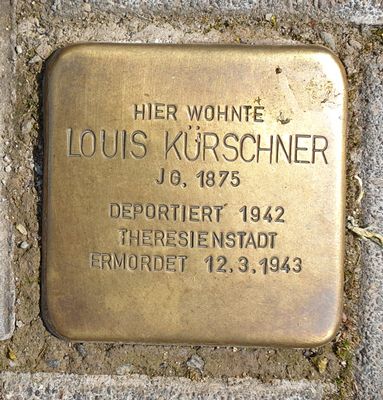 HIER WOHNTE
LOUIS KÜRSCHNER
JG. 1875
DEPORTIERT 1942
THERESIENSTADT
ERMORDET 12.3.1943